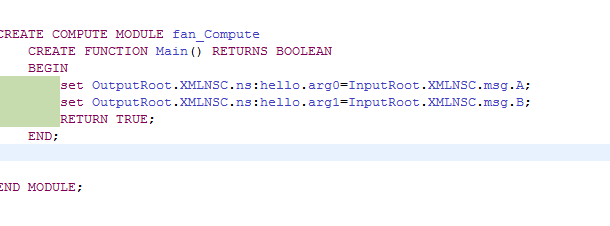 CREATE COMPUTE MODULE fan_Compute
CREATE FUNCTION Main() RETURNS BOOLEAN
BEGIN
set OutputRoot.XMLNSC.ns:hello.arg0=InputRoot.XMLNSC.msg.A;
set OutputRoot.XMLNSC.ns:hello.arg1=InputRoot.XMLNSC.msg.B;
RETURN TRUE;
END;
END MODULE;